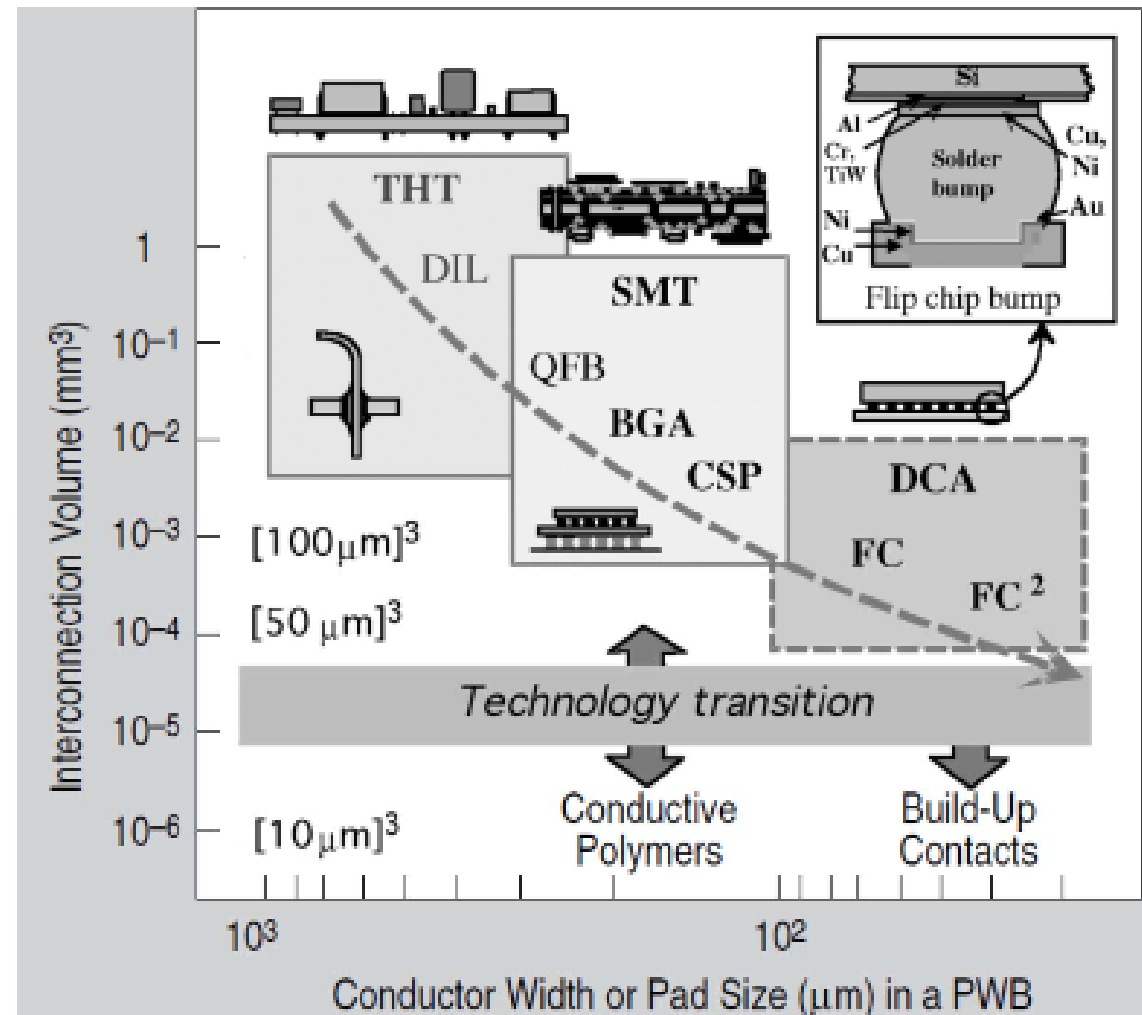 Si
Al
Cr,
TiW
Solder
bump
Cu,
Ni
Au
Ni
Cu
Flip chip bump
THT
DIL
SMT
QFB
BGA
CSP
DCA
FC
FC²
Interconnection Volume (mm³)
1
10–1
10–2
10–3
10–4
10–5
10–6
[100μm]³
[50 μm]³
[10μm]³
Technology transition
Conductive
Polymers
Build-Up
Contacts
10³
10²
Conductor Width or Pad Size (μm) in a PWB